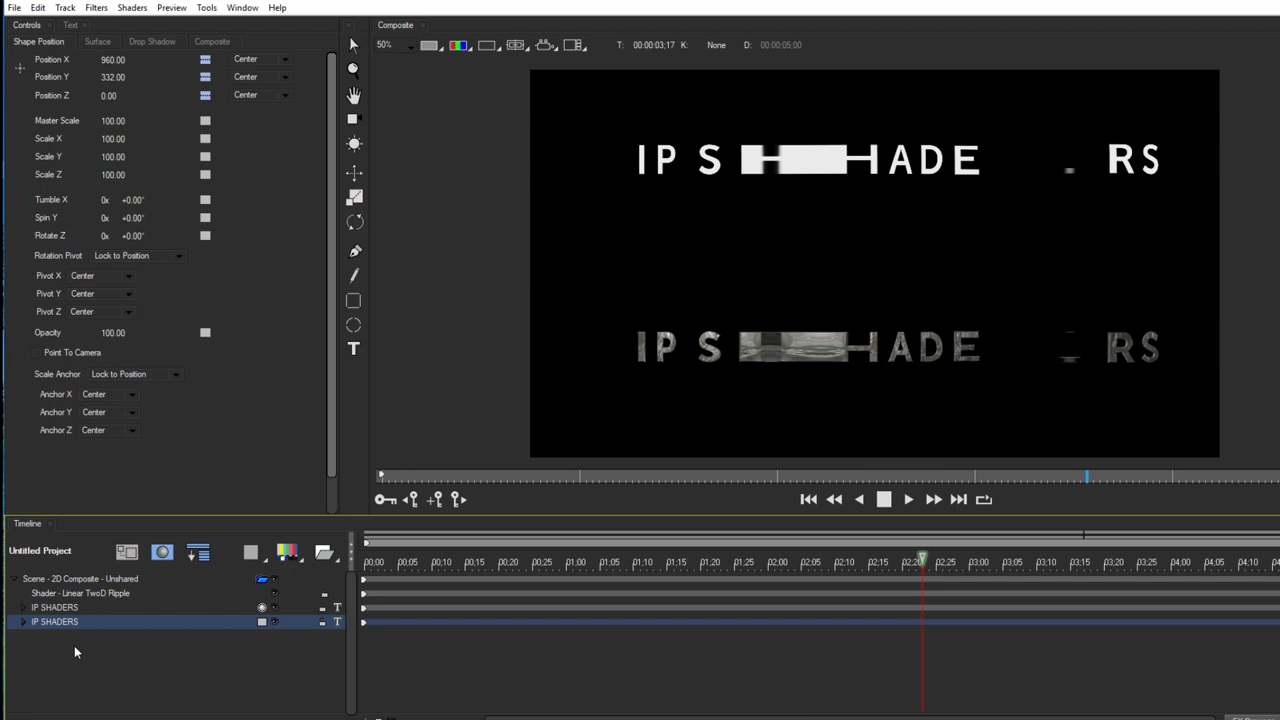 File Edit Track Filters Shaders Preview Tools Window Help
Controls Text Composite
Shape Position Surface Drop Shadow Composite
50% T: 00:00:03;17 K: None D: 00:00:05;00
Position X 960.00 Center
Position Y 332.00 Center
Position Z 0.00 Center
Master Scale 100.00
Scale X 100.00
Scale Y 100.00
Scale Z 100.00
Tumble X 0x +0.00°
Spin Y 0x +0.00°
Rotate Z 0x +0.00°
Rotation Pivot Lock to Position
Pivot X Center
Pivot Y Center
Pivot Z Center
Opacity 100.00
Point To Camera
Scale Anchor Lock to Position
Anchor X Center
Anchor Y Center
Anchor Z Center
IP S HADE RS
IP S HADE RS
Timeline
Untitled Project
00;00 00;05 00;10 00;15 00;20 00;25 01;00 01;05 01;10 01;15 01;20 01;25 02;00 02;05 02;10 02;15 02;20 02;25 03;00 03;05 03;10 03;15 03;20 03;25 04;00 04;05 04;10
Scene - 2D Composite - Unshared
Shader - Linear TwoD Ripple
IP SHADERS T
IP SHADERS T